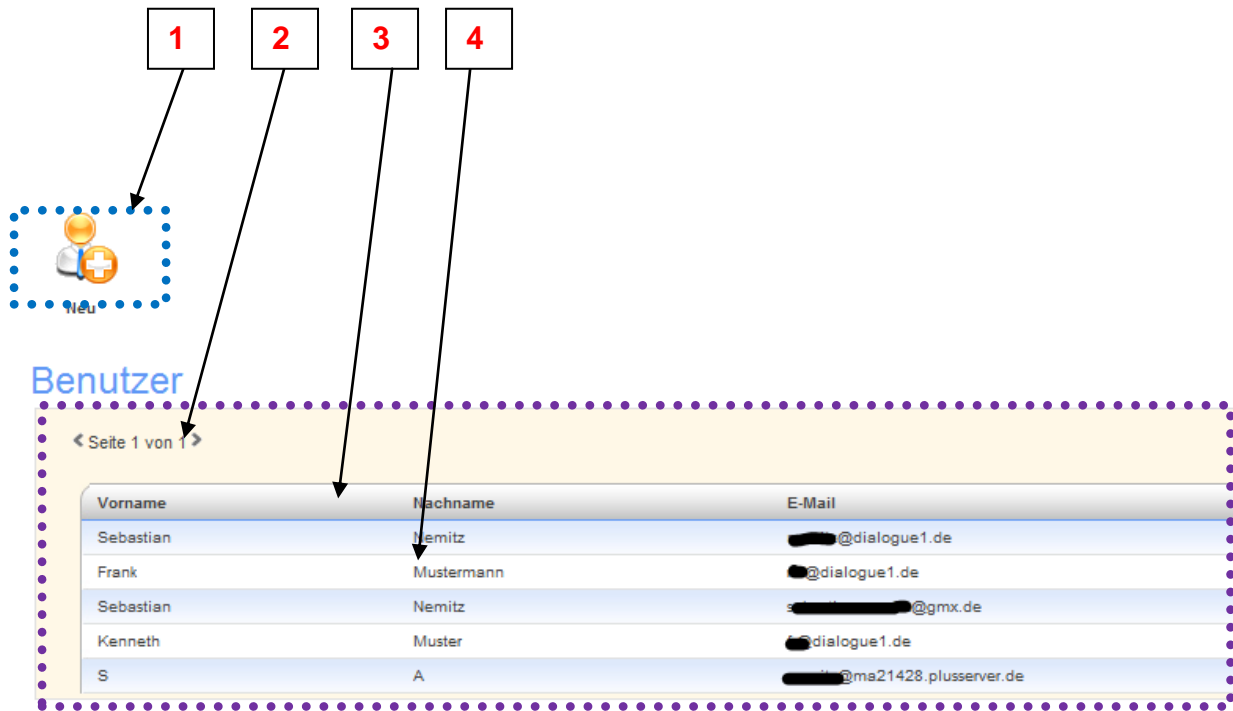 1 2 3 4
Neu
Benutzer
Seite 1 von 1
Vorname Nachname E-Mail
Sebastian Nemitz @dialogue1.de
Frank Mustermann @dialogue1.de
Sebastian Nemitz @gmx.de
Kenneth Muster @dialogue1.de
S A @ma21428.plusserver.de